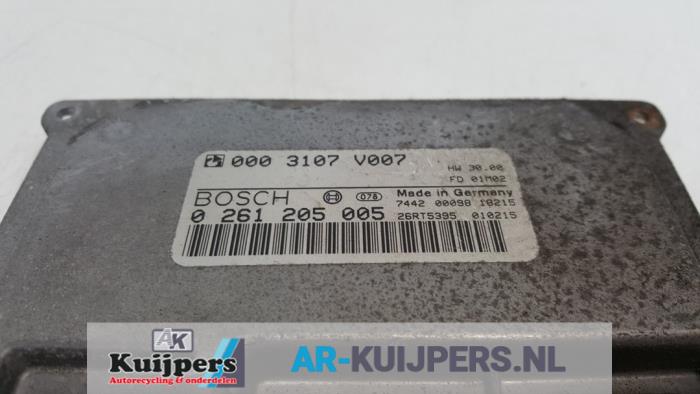 000 3107 V007
HW 30.00
FD 01M02
BOSCH 078 Made in Germany
7442 00098 10215
0 261 205 005 26RT5395 010215
AK
Kuijpers
Autorecycling & onderdelen
AR-KUIJPERS.NL